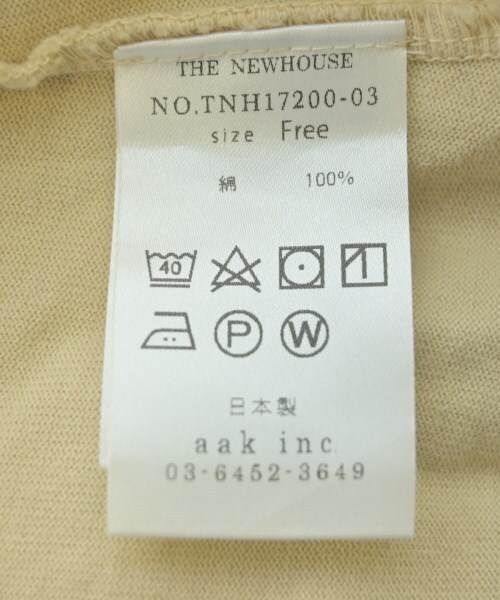 THE NEWHOUSE
NO.TNH17200-03
size Free
綿 100%
40
P W
日本製
aak inc.
03-6452-3649